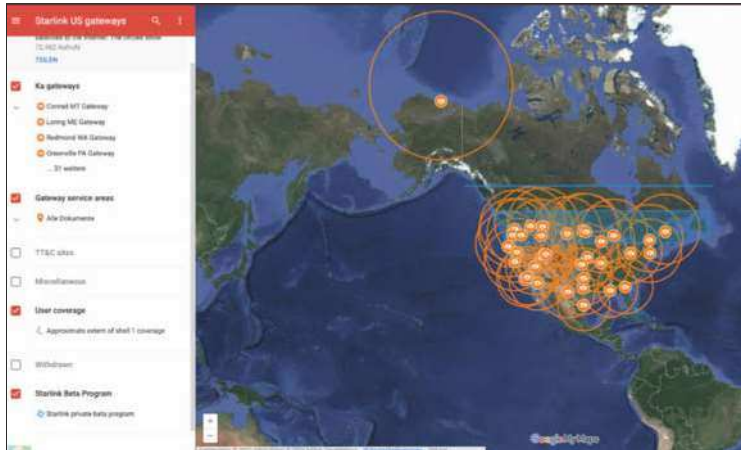 Starlink US gateways
TEILEN
Ka gateways
Conrad MT Gateway
Loring ME Gateway
Redmond WA Gateway
Greenville PA Gateway
... 31 weitere
Gateway service areas
Alle Dokumente
TT&C sites
Miscellaneous
User coverage
Approximate extent of shell 1 coverage
Withdrawn
Starlink Beta Program
Starlink private beta program
Google My Maps